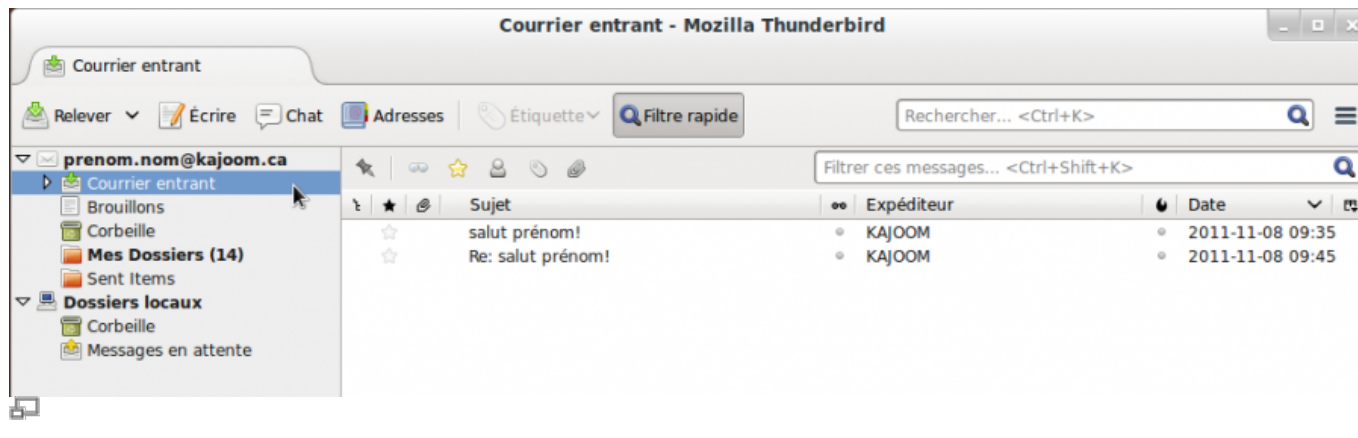 Courrier entrant - Mozilla Thunderbird
Courrier entrant
Relever Écrire Chat Adresses Étiquette Filtre rapide Rechercher... <Ctrl+K>
prenom.nom@kajoom.ca
Filtrer ces messages... <Ctrl+Shift+K>
Courrier entrant
Brouillons
Corbeille
Mes Dossiers (14)
Sent Items
Dossiers locaux
Corbeille
Messages en attente
Sujet Expéditeur Date
salut prénom! KAJOOM 2011-11-08 09:35
Re: salut prénom! KAJOOM 2011-11-08 09:45